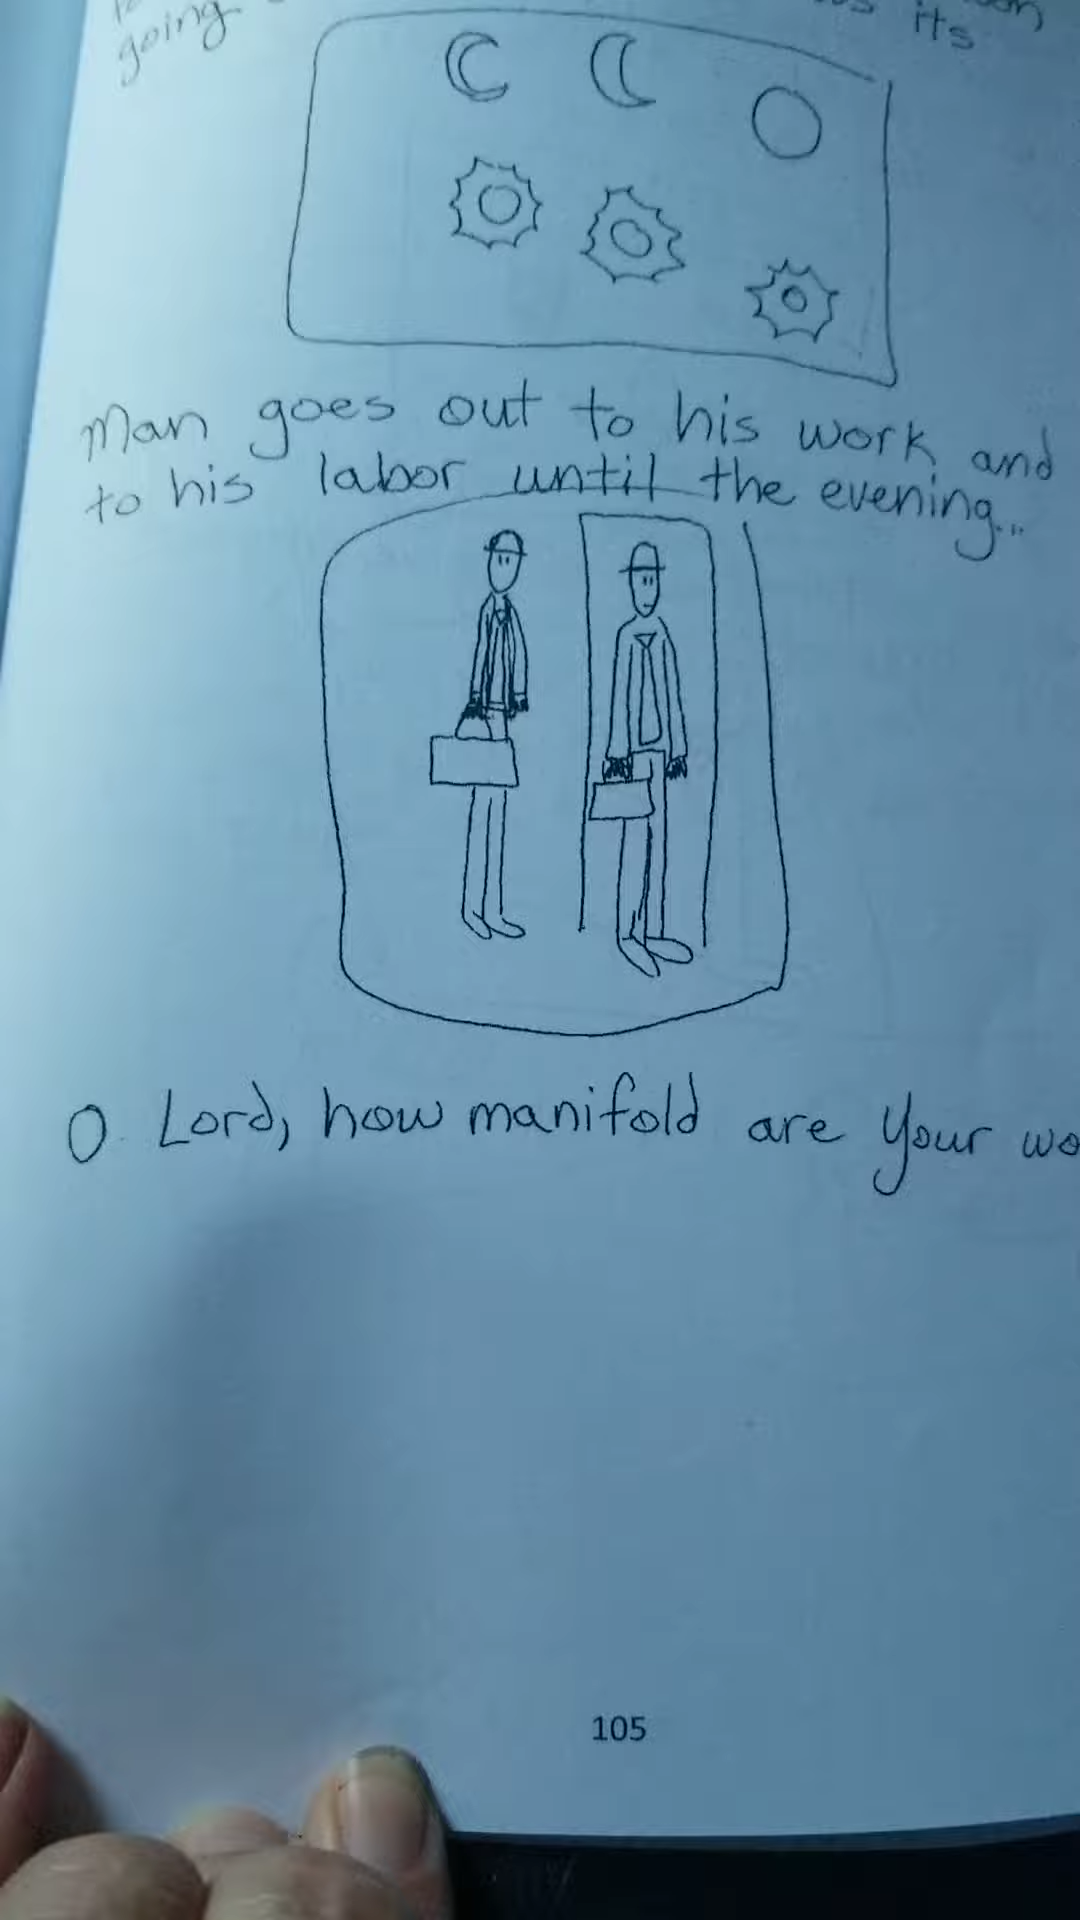 going its
Man goes out to his work and
to his labor until the evening...
O Lord, how manifold are Your
105